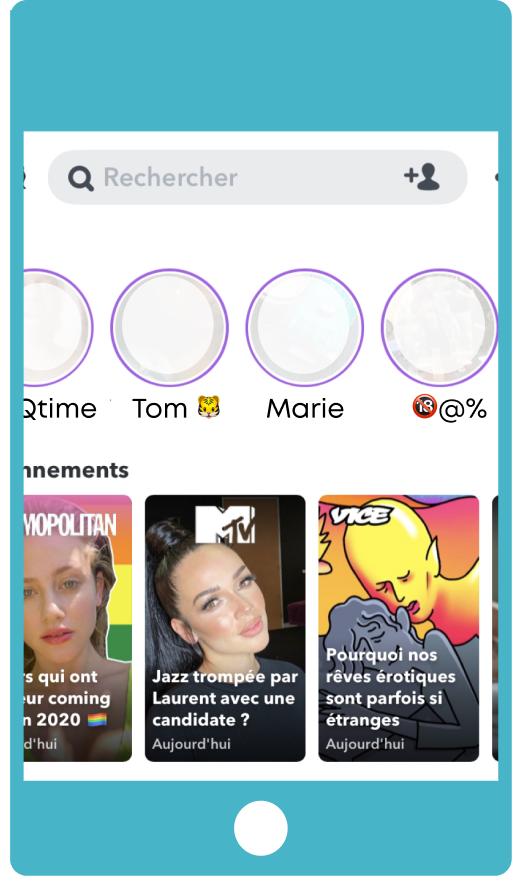 Rechercher
Qtime
Tom 🐯
Marie
🔞@%
nnements
MOPOLITAN
MTV
VICE
s qui ont
eur coming
n 2020 🏳️‍🌈
d'hui
Jazz trompée par
Laurent avec une
candidate ?
Aujourd'hui
Pourquoi nos
rêves érotiques
sont parfois si
étranges
Aujourd'hui